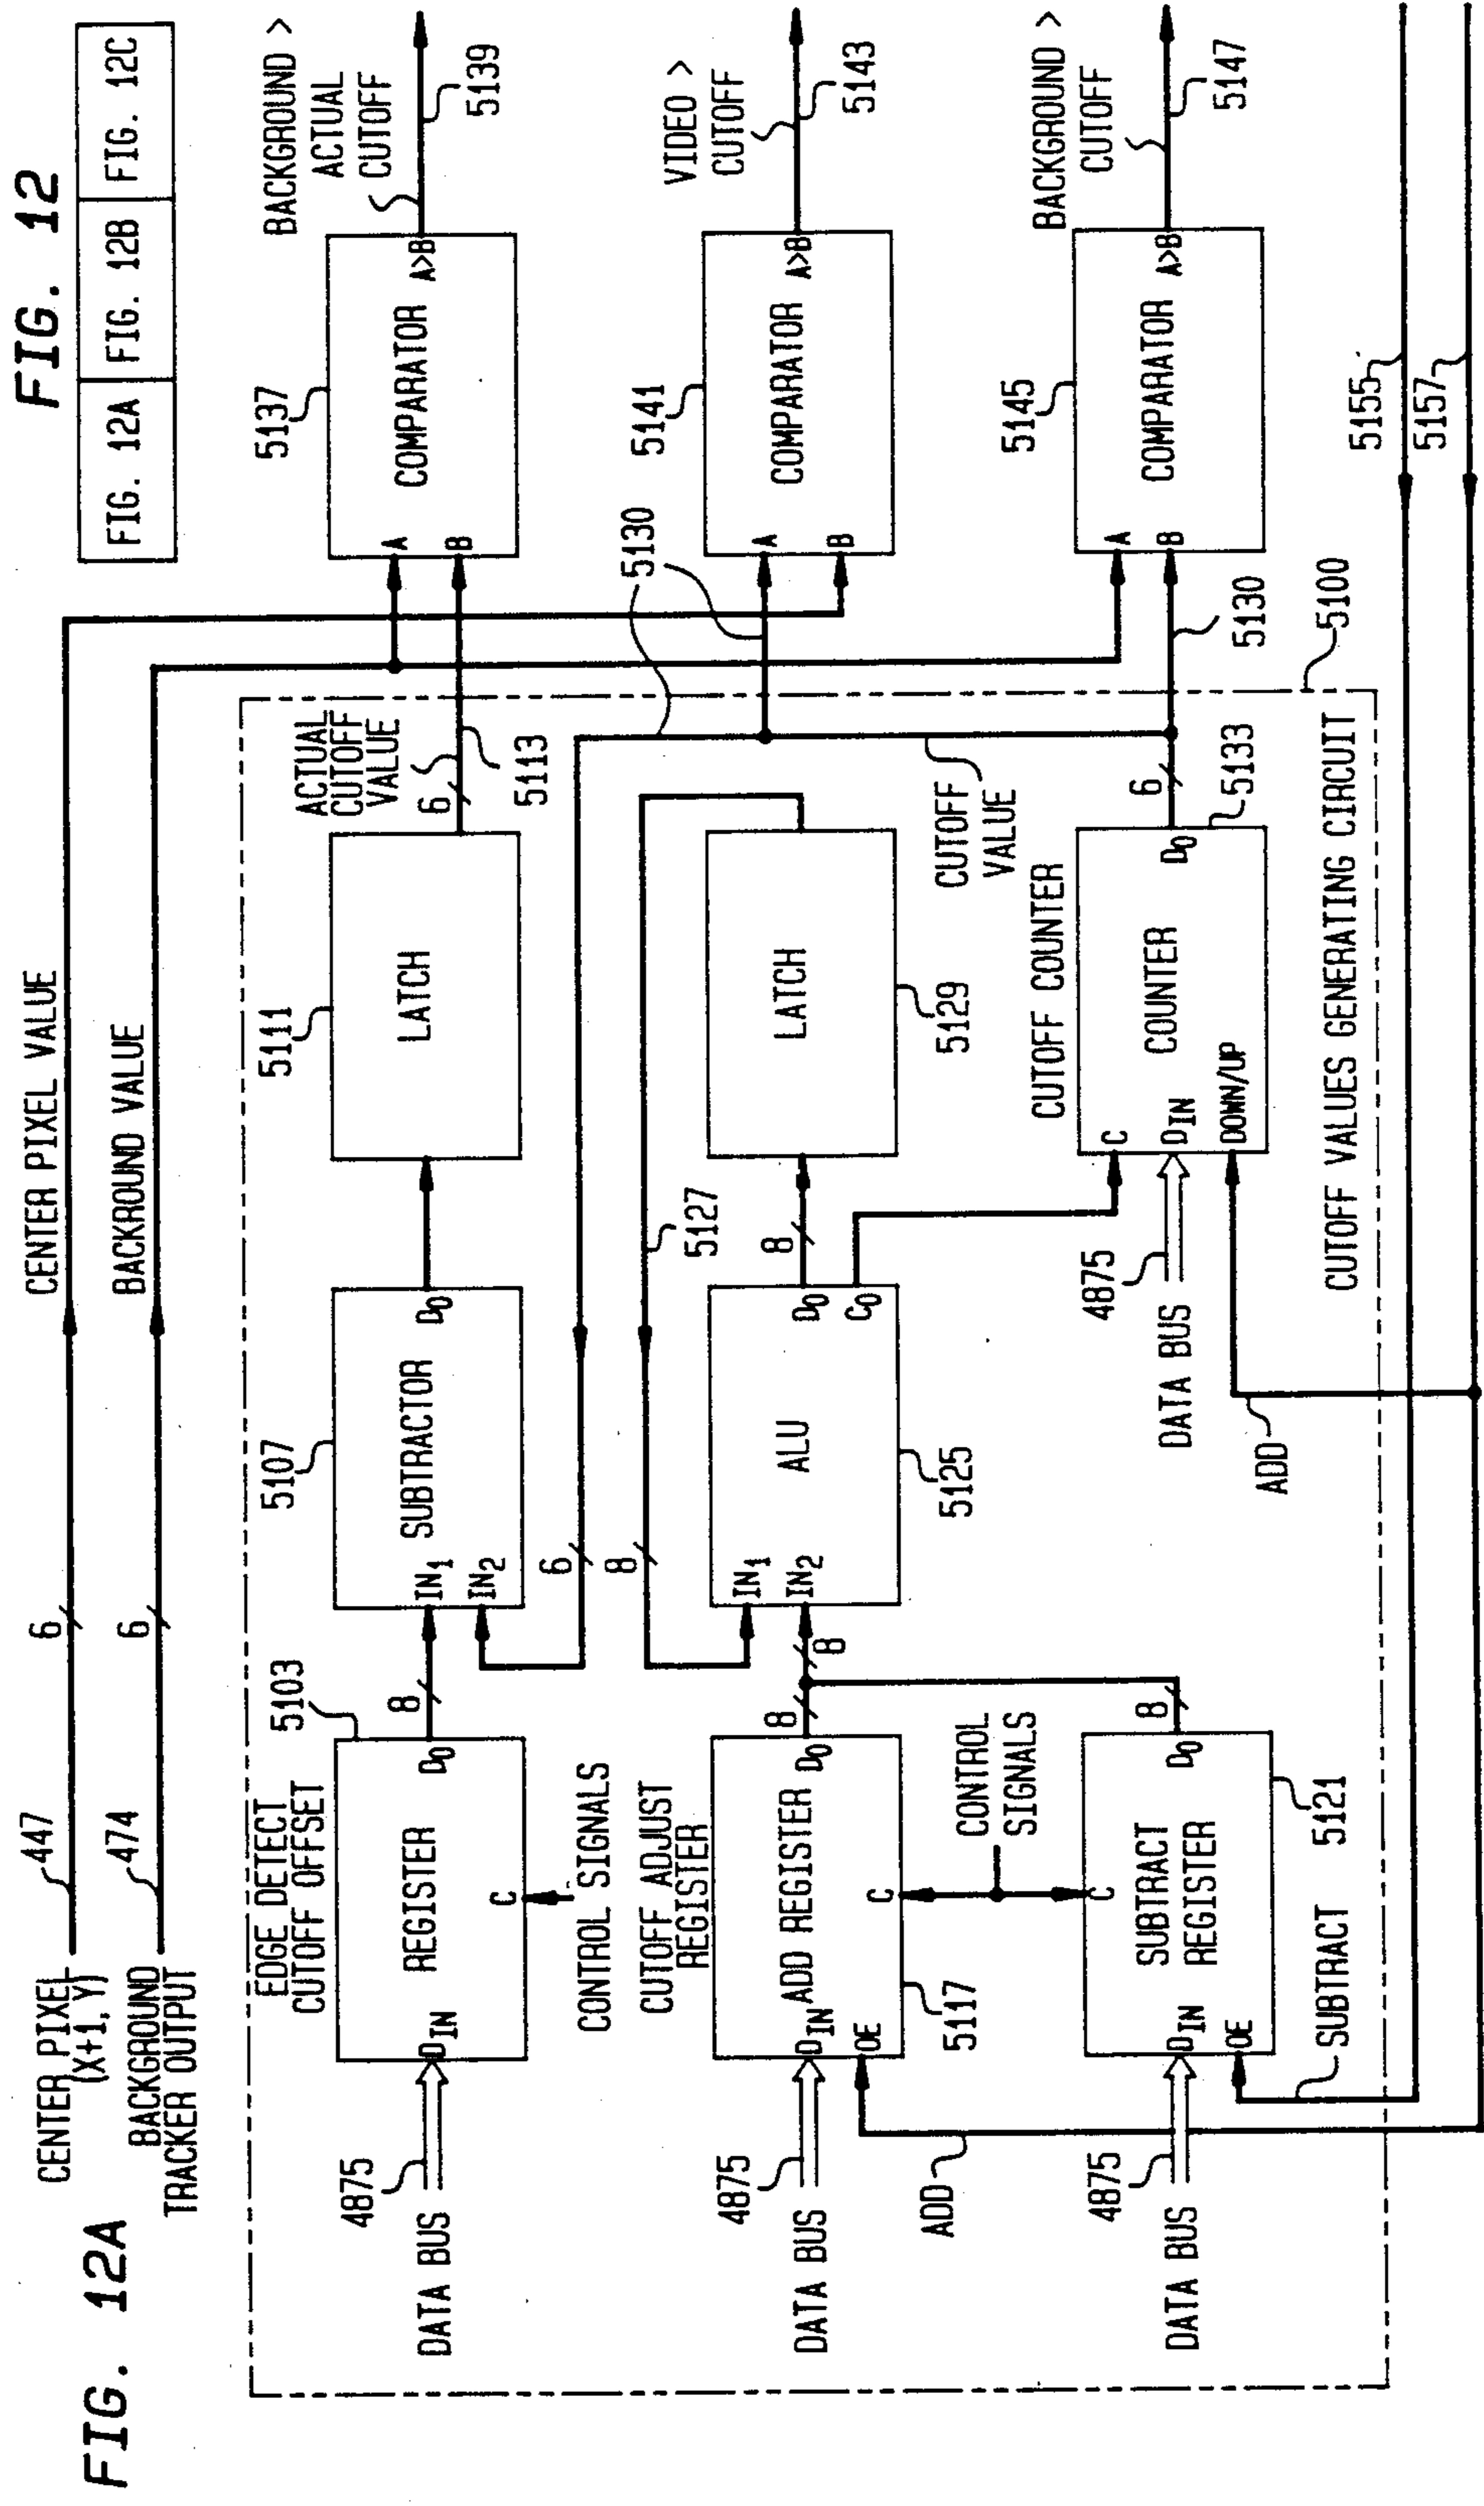 FIG. 12A
FIG. 12
FIG. 12A
FIG. 12B
FIG. 12C
CENTER PIXEL
(X+1,Y)
447
6
CENTER PIXEL VALUE
BACKGROUND
TRACKER OUTPUT
474
6
BACKROUND VALUE
EDGE DETECT
CUTOFF OFFSET
5103
DATA BUS
4875
DIN
REGISTER
D0
C
CONTROL SIGNALS
8
5107
IN1
IN2
SUBTRACTOR
D0
5111
LATCH
ACTUAL
CUTOFF
VALUE
6
5113
5137
A
B
COMPARATOR
A>B
BACKGROUND >
ACTUAL
CUTOFF
5139
6
8
5127
5130
CUTOFF ADJUST
REGISTER
DATA BUS
4875
DIN
OE
ADD REGISTER
D0
C
5117
8
8
IN1
IN2
ALU
D0
C0
5125
8
LATCH
5129
5141
A
B
COMPARATOR
A>B
VIDEO >
CUTOFF
5143
ADD
CONTROL
SIGNALS
CUTOFF
VALUE
DATA BUS
4875
DIN
OE
C
SUBTRACT
REGISTER
D0
5121
8
SUBTRACT
CUTOFF COUNTER
DATA BUS
4875
C
DIN
DOWN/UP
COUNTER
D0
5133
6
5130
ADD
5145
A
B
COMPARATOR
A>B
BACKGROUND >
CUTOFF
5147
CUTOFF VALUES GENERATING CIRCUIT
5100
5155
5157